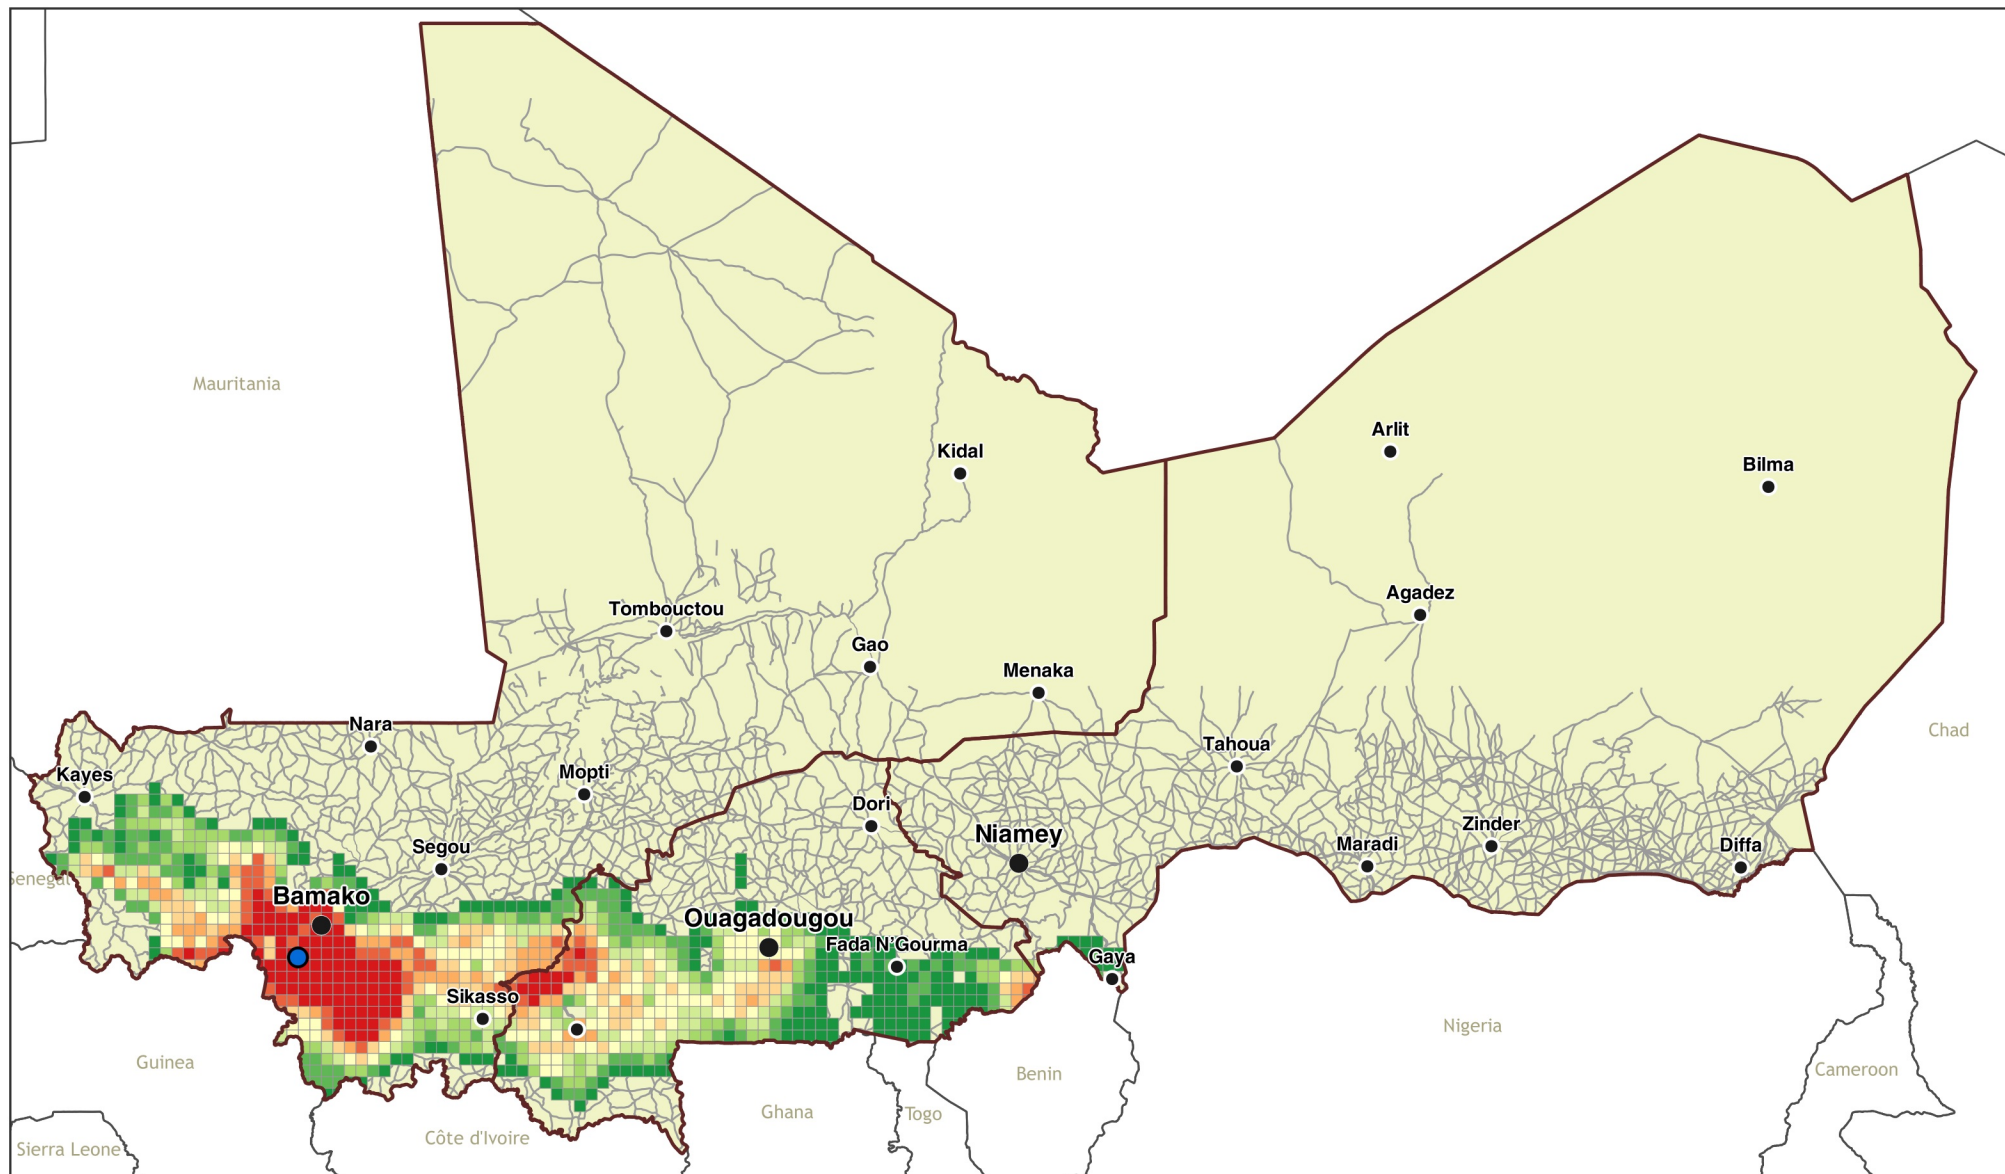 Mauritania
Kidal
Arlit
Bilma
Agadez
Tombouctou
Gao
Menaka
Nara
Chad
Tahoua
Kayes
Mopti
Dori
Niamey
Zinder
Segou
Maradi
Diffa
Senegal
Bamako
Ouagadougou
Fada N'Gourma
Gaya
Sikasso
Nigeria
Guinea
Benin
Cameroon
Ghana
Togo
Côte d'Ivoire
Sierra Leone